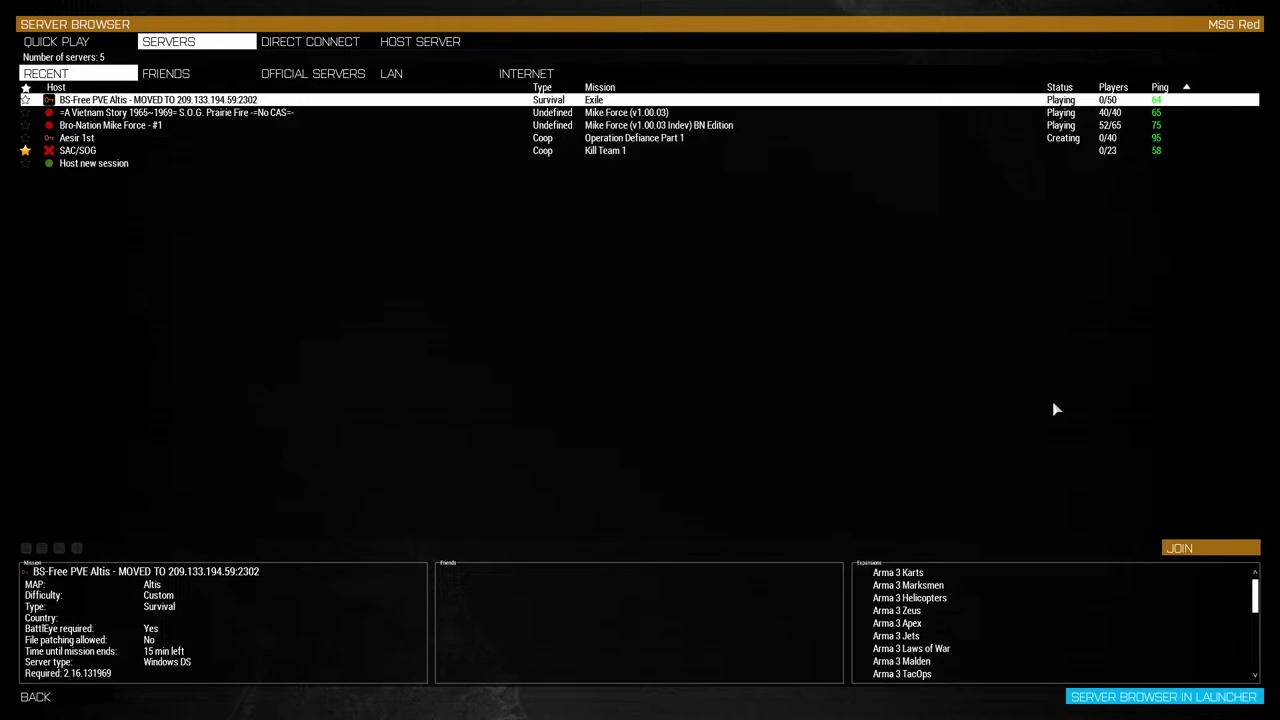 SERVER BROWSER MSG Red
QUICK PLAY SERVERS DIRECT CONNECT HOST SERVER
Number of servers: 5
RECENT FRIENDS OFFICIAL SERVERS LAN INTERNET
Host Type Mission Status Players Ping
BS-Free PVE Altis - MOVED TO 209.133.194.59:2302 Survival Exile Playing 0/50 64
=A Vietnam Story 1965~1969= S.O.G. Prairie Fire -=No CAS=- Undefined Mike Force (v1.00.03) Playing 40/40 65
Bro-Nation Mike Force - #1 Undefined Mike Force (v1.00.03 Indev) BN Edition Playing 52/65 75
Aesir 1st Coop Operation Defiance Part 1 Creating 0/40 95
SAC/SOG Coop Kill Team 1 0/23 58
Host new session
JOIN
Mission Friends Expansions
BS-Free PVE Altis - MOVED TO 209.133.194.59:2302 Arma 3 Karts
MAP: Altis Arma 3 Marksmen
Difficulty: Custom Arma 3 Helicopters
Type: Survival Arma 3 Zeus
Country: Arma 3 Apex
BattlEye required: Yes Arma 3 Jets
File patching allowed: No Arma 3 Laws of War
Time until mission ends: 15 min left Arma 3 Malden
Server type: Windows DS Arma 3 TacOps
Required: 2.16.131969
BACK SERVER BROWSER IN LAUNCHER